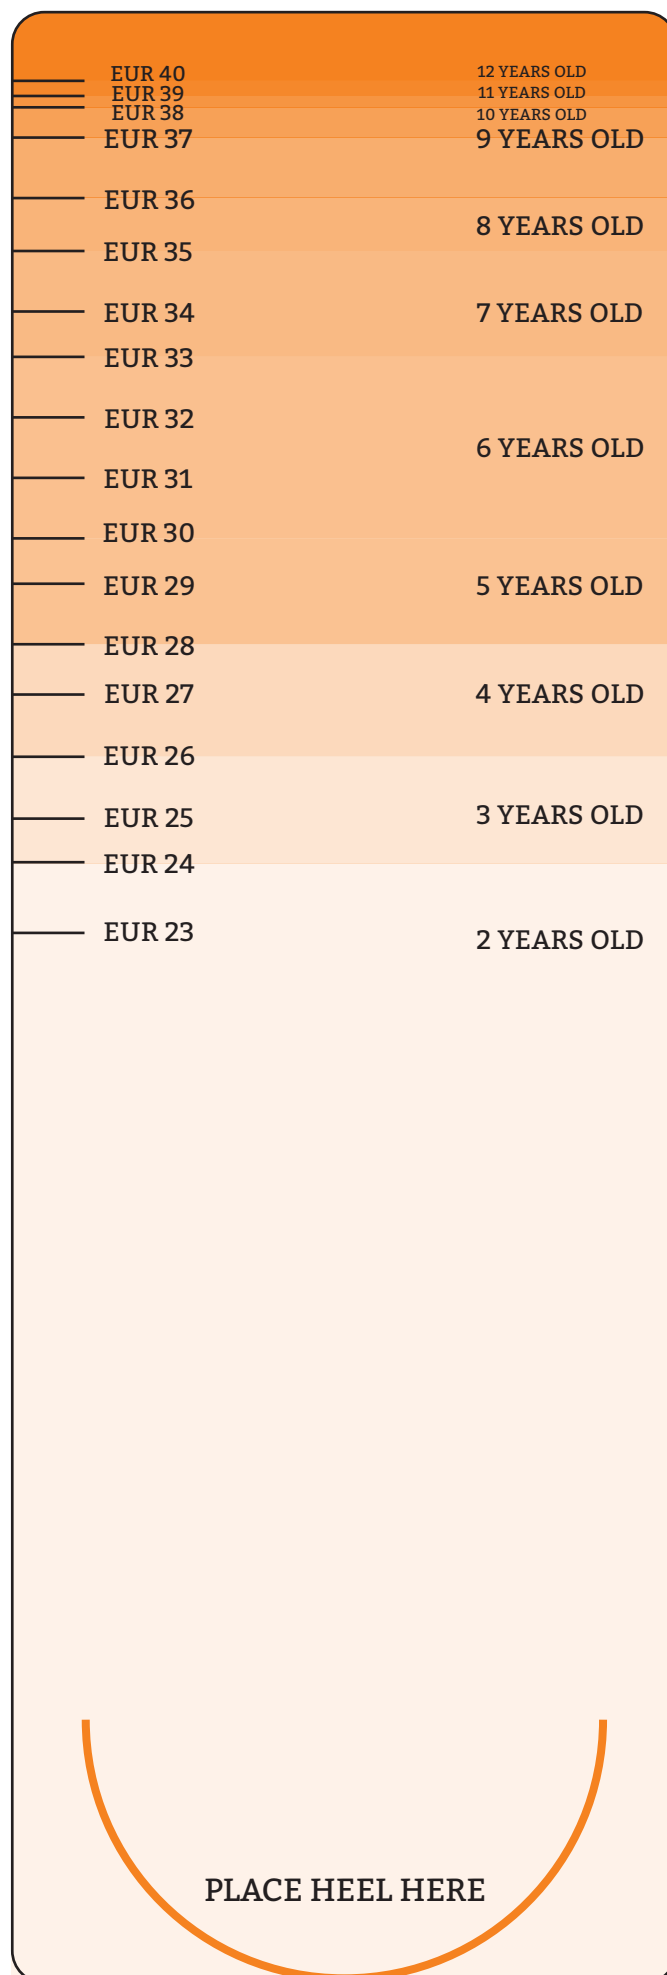 EUR 40 12 YEARS OLD
EUR 39 11 YEARS OLD
EUR 38 10 YEARS OLD
EUR 37 9 YEARS OLD
EUR 36
8 YEARS OLD
EUR 35
EUR 34 7 YEARS OLD
EUR 33
EUR 32
6 YEARS OLD
EUR 31
EUR 30
EUR 29 5 YEARS OLD
EUR 28
EUR 27 4 YEARS OLD
EUR 26
EUR 25 3 YEARS OLD
EUR 24
EUR 23 2 YEARS OLD
PLACE HEEL HERE